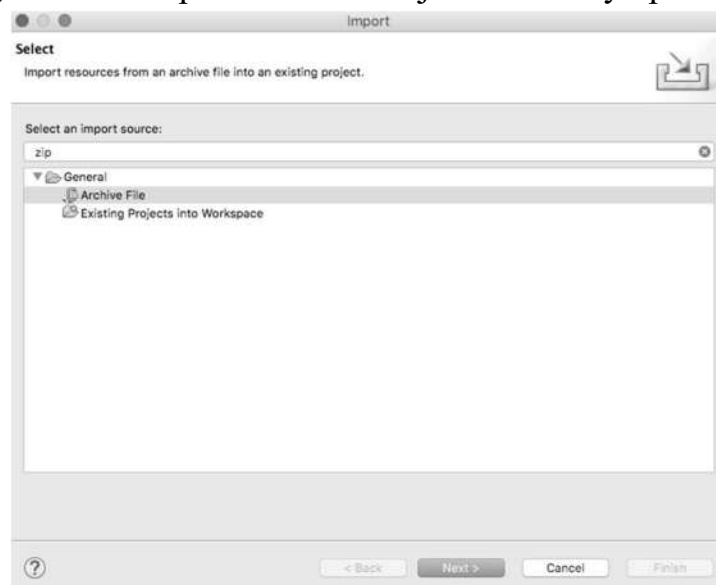 Import
Select
Import resources from an archive file into an existing project.
Select an import source:
zip
General
Archive File
Existing Projects into Workspace
?
< Back Next > Cancel Finish